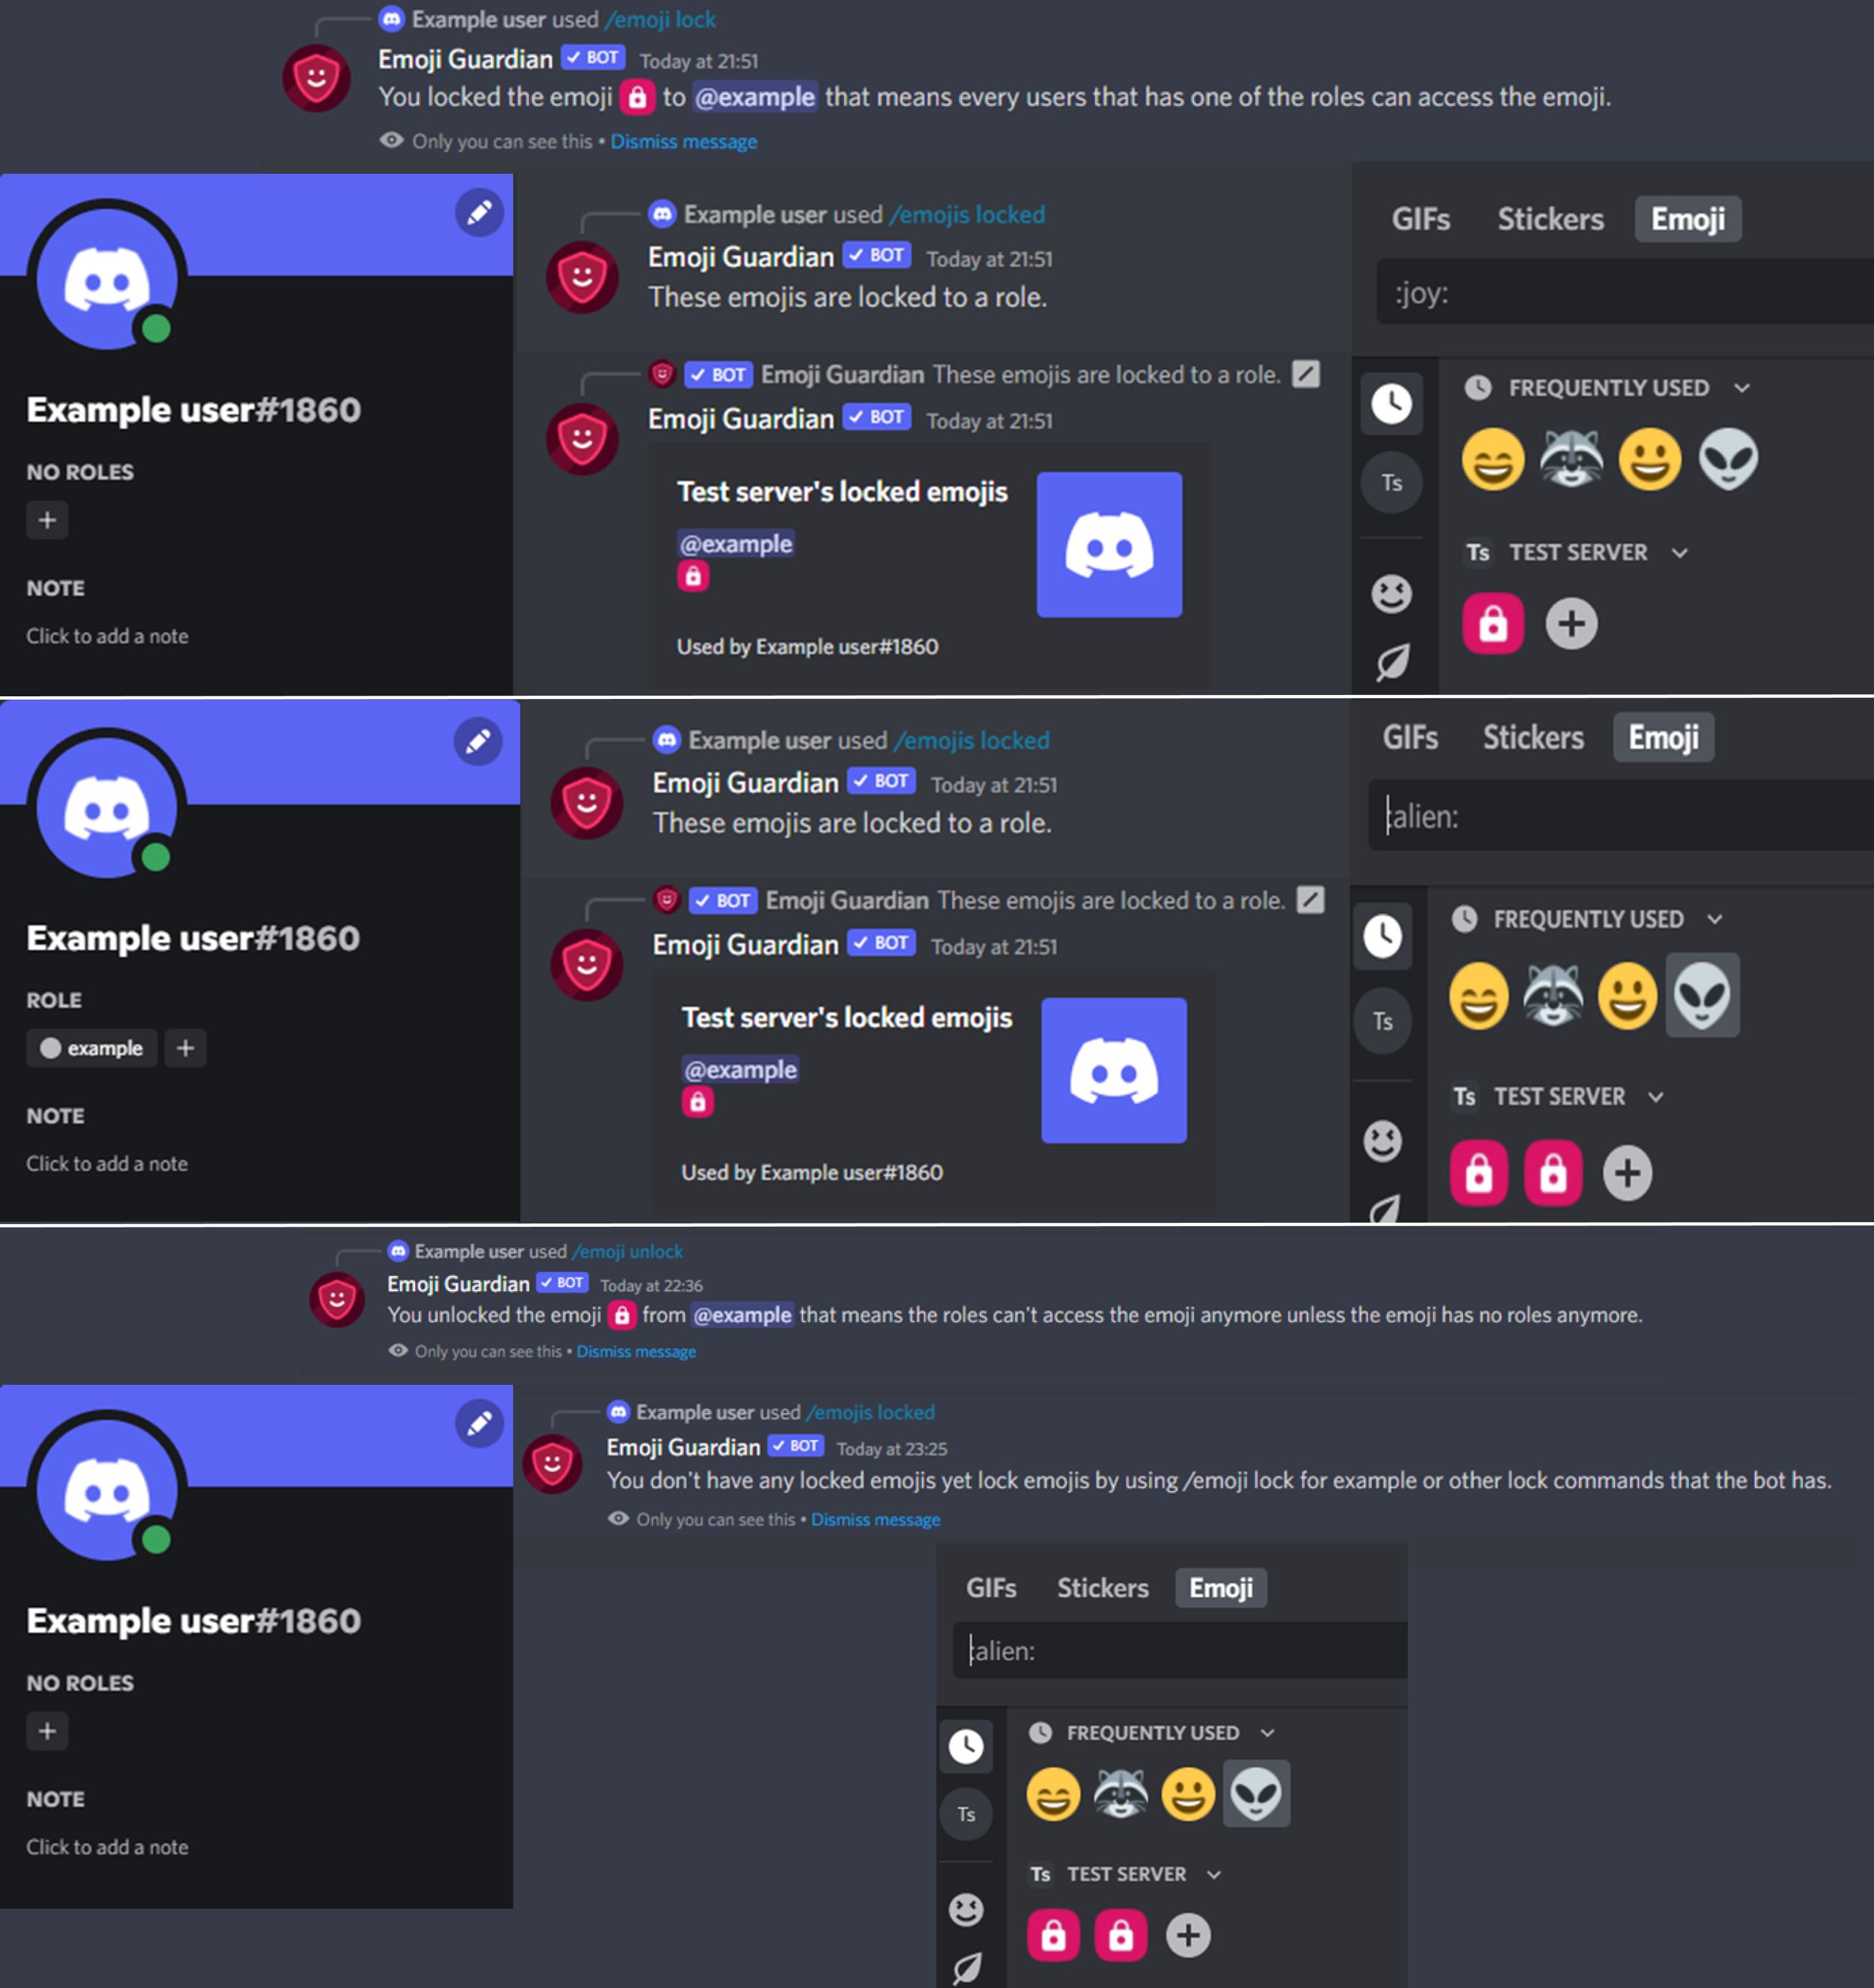 Example user used /emoji lock
Emoji Guardian BOT Today at 21:51
You locked the emoji to @example that means every users that has one of the roles can access the emoji.
Only you can see this • Dismiss message
Example user#1860
NO ROLES
+
NOTE
Click to add a note
Example user used /emojis locked
Emoji Guardian BOT Today at 21:51
These emojis are locked to a role.
BOT Emoji Guardian These emojis are locked to a role.
Emoji Guardian BOT Today at 21:51
Test server's locked emojis
@example
Used by Example user#1860
GIFs Stickers Emoji
:joy:
FREQUENTLY USED
Ts
Ts TEST SERVER
Example user#1860
ROLE
example +
NOTE
Click to add a note
Example user used /emojis locked
Emoji Guardian BOT Today at 21:51
These emojis are locked to a role.
BOT Emoji Guardian These emojis are locked to a role.
Emoji Guardian BOT Today at 21:51
Test server's locked emojis
@example
Used by Example user#1860
GIFs Stickers Emoji
:alien:
FREQUENTLY USED
Ts
Ts TEST SERVER
Example user used /emoji unlock
Emoji Guardian BOT Today at 22:36
You unlocked the emoji from @example that means the roles can't access the emoji anymore unless the emoji has no roles anymore.
Only you can see this • Dismiss message
Example user#1860
NO ROLES
+
NOTE
Click to add a note
Example user used /emojis locked
Emoji Guardian BOT Today at 23:25
You don't have any locked emojis yet lock emojis by using /emoji lock for example or other lock commands that the bot has.
Only you can see this • Dismiss message
GIFs Stickers Emoji
:alien:
FREQUENTLY USED
Ts
Ts TEST SERVER